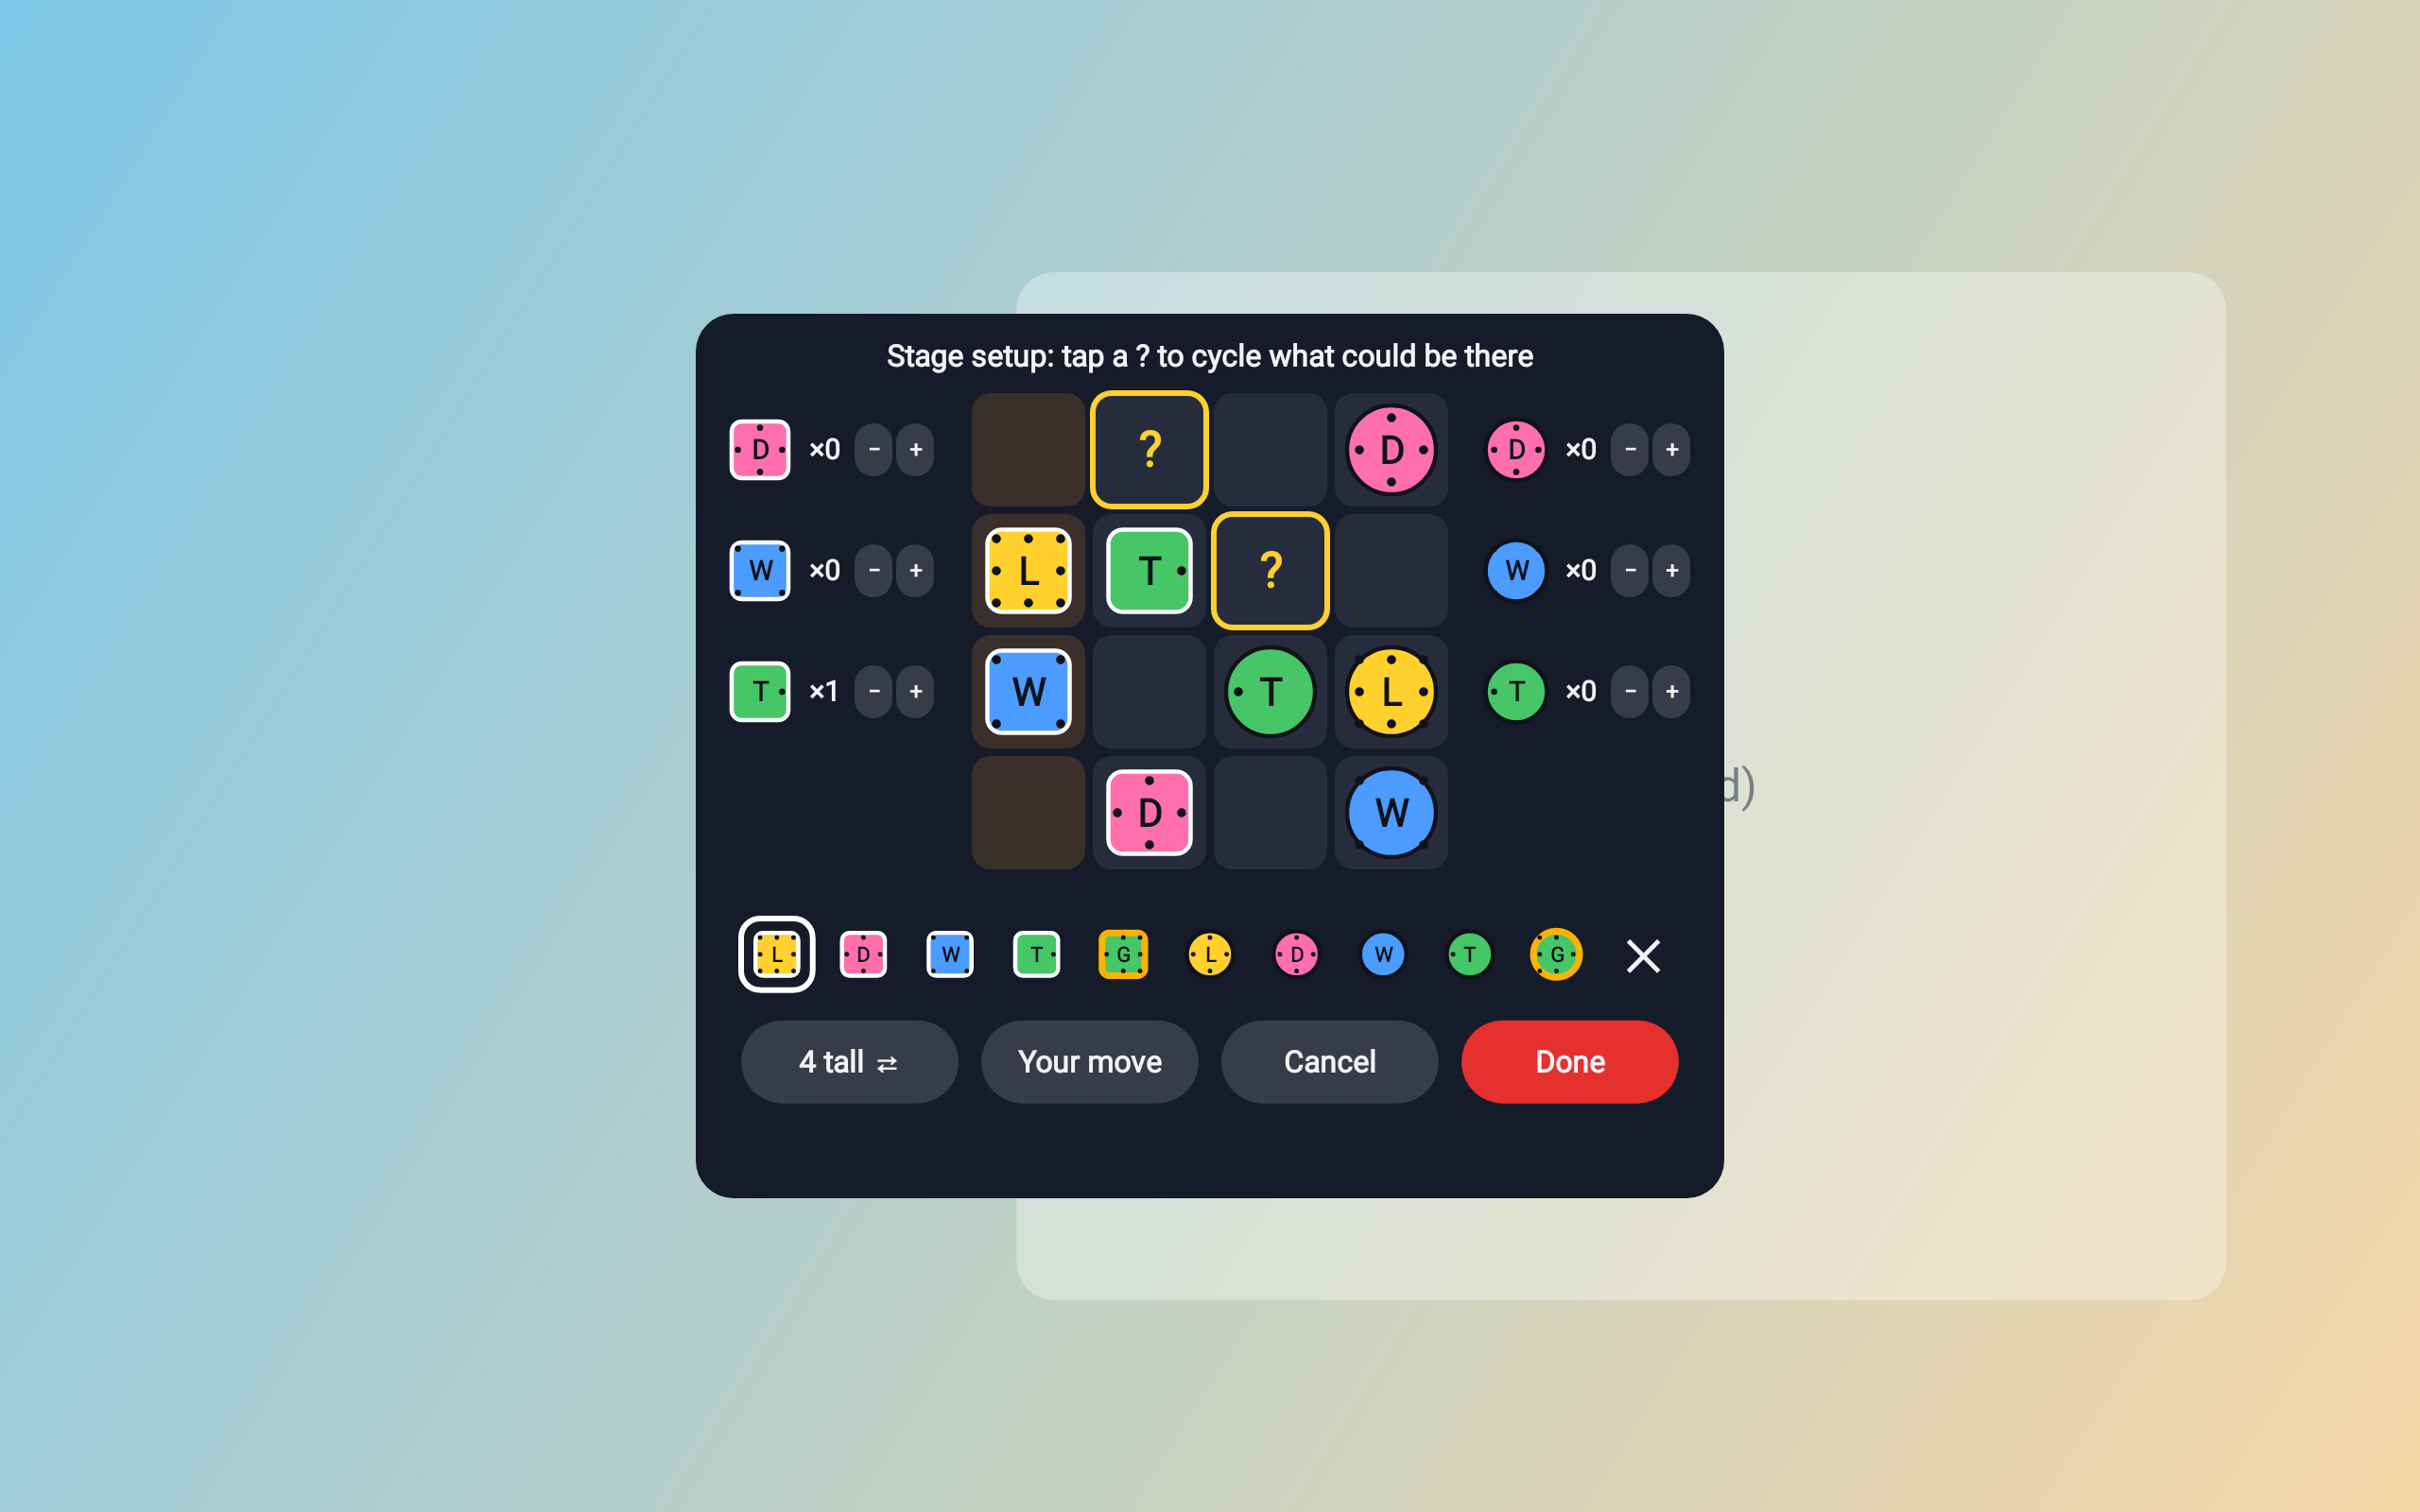 Stage setup: tap a ? to cycle what could be there
D ×0 − + ? D D ×0 − +
W ×0 − + L T ? W ×0 − +
T ×1 − + W T L T ×0 − +
D W
d)
L D W T G L D W T G
4 tall ⇄ Your move Cancel Done